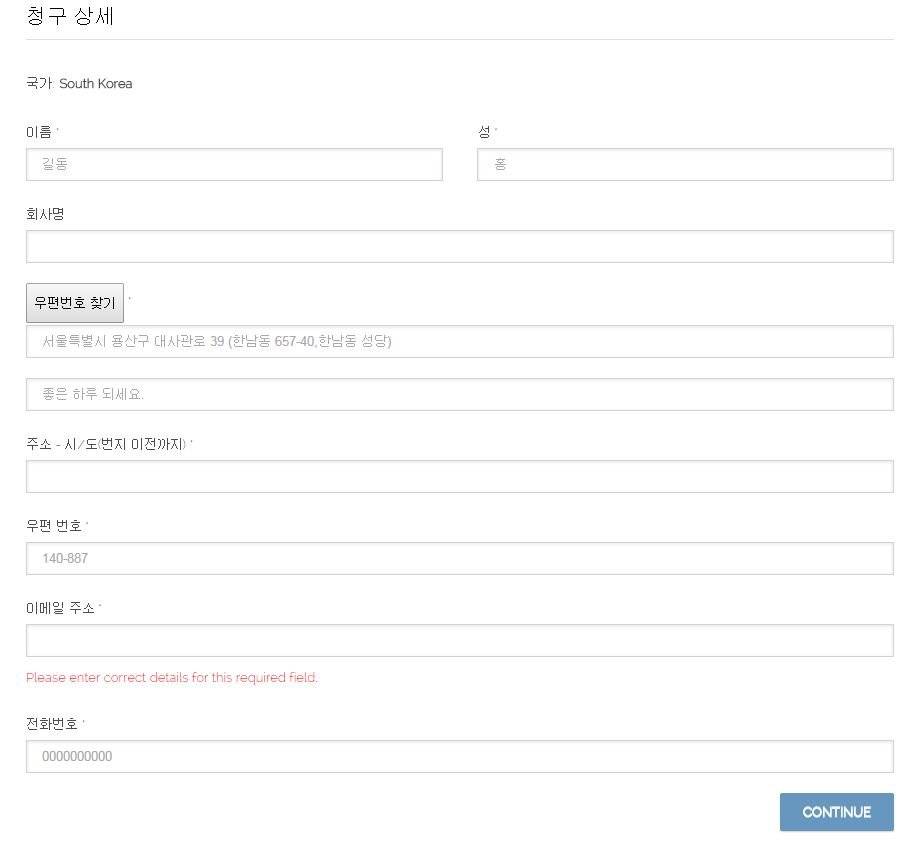 청구 상세
국가: South Korea
이름 *
성 *
길동
홍
회사명
우편번호 찾기 *
서울특별시 용산구 대사관로 39 (한남동 657-40,한남동 성당)
좋은 하루 되세요.
주소 - 시/도(번지 이전까지) *
우편 번호 *
140-887
이메일 주소 *
Please enter correct details for this required field.
전화번호 *
0000000000
CONTINUE